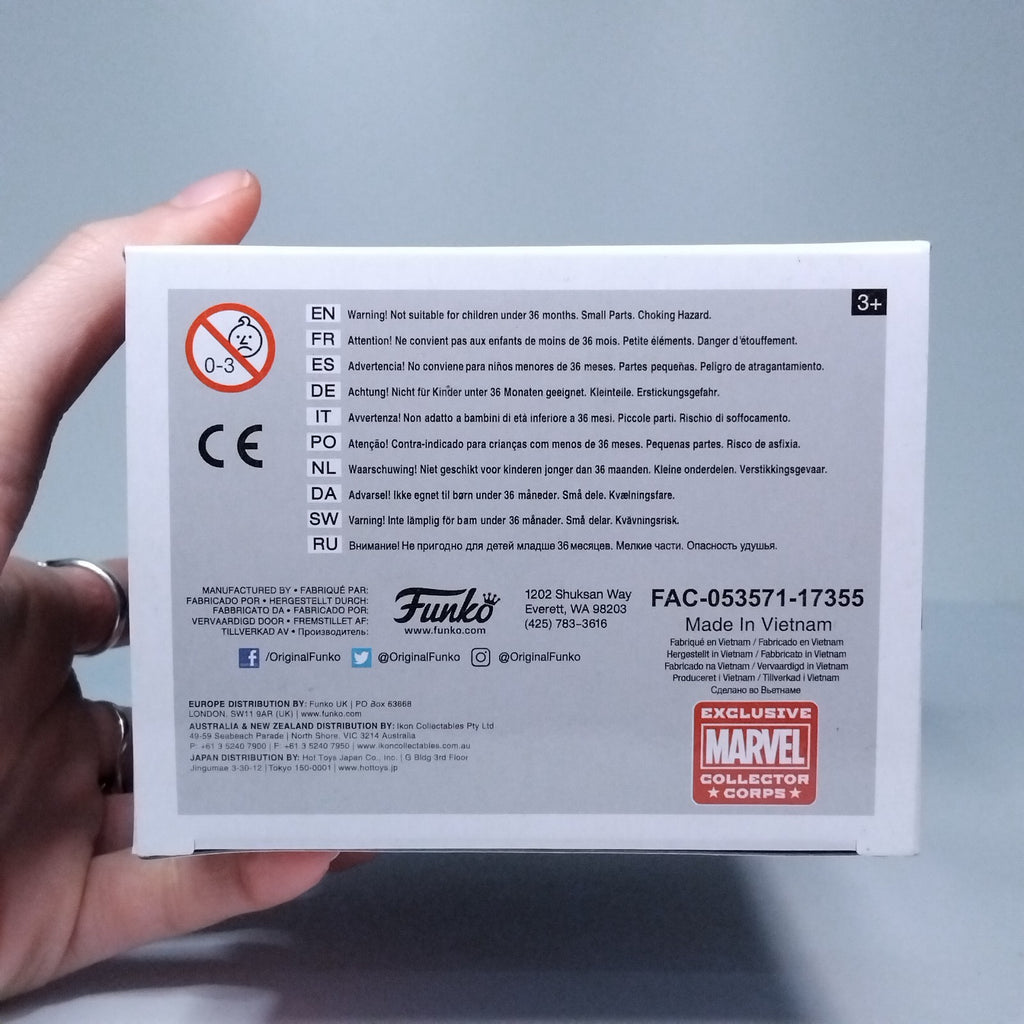 3+
0-3
EN Warning! Not suitable for children under 36 months. Small Parts. Choking Hazard.
FR Attention! Ne convient pas aux enfants de moins de 36 mois. Petite éléments. Danger d'étouffement.
ES Advertencia! No conviene para niños menores de 36 meses. Partes pequeñas. Peligro de atragantamiento.
DE Achtung! Nicht für Kinder unter 36 Monaten geeignet. Kleinteile. Erstickungsgefahr.
IT Avvertenza! Non adatto a bambini di età inferiore a 36 mesi. Piccole parti. Rischio di soffocamento.
PO Atenção! Contra-indicado para crianças com menos de 36 meses. Pequenas partes. Risco de asfixia.
NL Waarschuwing! Niet geschikt voor kinderen jonger dan 36 maanden. Kleine onderdelen. Verstikkingsgevaar.
DA Advarsel! Ikke egnet til børn under 36 måneder. Små dele. Kvælningsfare.
SW Varning! Inte lämplig för barn under 36 månader. Små delar. Kvävningsrisk.
RU Внимание! Не пригодно для детей младше 36 месяцев. Мелкие части. Опасность удушья.
CE
MANUFACTURED BY • FABRIQUÉ PAR:
FABRICADO POR • HERGESTELLT DURCH:
FABBRICATO DA • FABRICADO POR:
VERVAARDIGD DOOR • FREMSTILLET AF:
TILLVERKAD AV • Производитель:
Funko
www.funko.com
1202 Shuksan Way
Everett, WA 98203
(425) 783-3616
/OriginalFunko @OriginalFunko @OriginalFunko
FAC-053571-17355
Made In Vietnam
Fabriqué en Vietnam / Fabricado en Vietnam
Hergestellt in Vietnam / Fabbricato in Vietnam
Fabricado na Vietnam / Vervaardigd in Vietnam
Produceret i Vietnam / Tillverkad i Vietnam
Сделано во Вьетнаме
EUROPE DISTRIBUTION BY: Funko UK | PO Box 63868
LONDON. SW11 9AR (UK) | www.funko.com
AUSTRALIA & NEW ZEALAND DISTRIBUTION BY: Ikon Collectables Pty Ltd
49-59 Seabeach Parade | North Shore, VIC 3214 Australia
P: +61 3 5240 7900 | F: +61 3 5240 7950 | www.ikoncollectables.com.au
JAPAN DISTRIBUTION BY: Hot Toys Japan Co., Inc. | G Bldg 3rd Floor
Jingumae 3-30-12 | Tokyo 150-0001 | www.hottoys.jp
EXCLUSIVE
MARVEL
COLLECTOR
CORPS